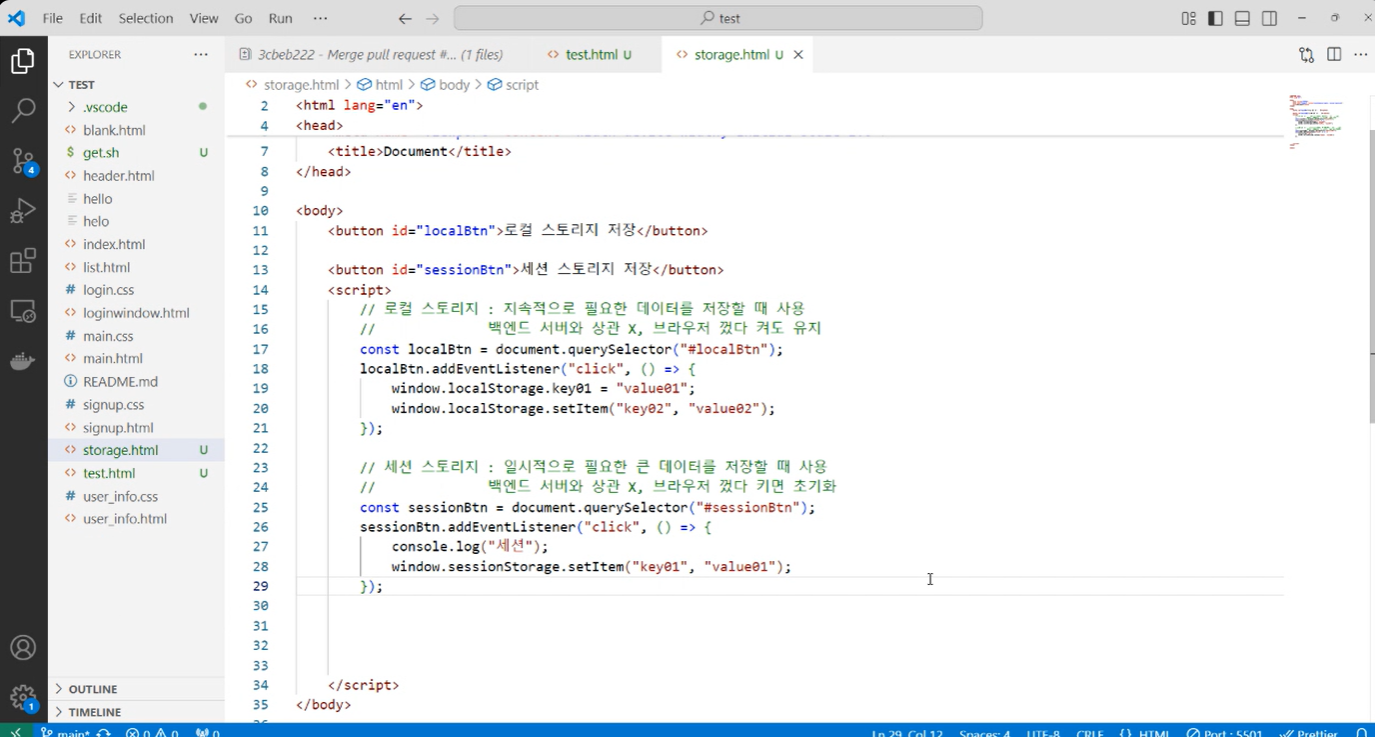 File Edit Selection View Go Run ··· test
EXPLORER ···
TEST
.vscode
blank.html
get.sh U
header.html
hello
helo
index.html
list.html
login.css
loginwindow.html
main.css
main.html
README.md
signup.css
signup.html
storage.html U
test.html U
user_info.css
user_info.html
OUTLINE
TIMELINE
4
1
3cbeb222 - Merge pull request #... (1 files) test.html U storage.html U
storage.html > html > body > script
2 <html lang="en">
4 <head>
7 <title>Document</title>
8 </head>
9
10 <body>
11 <button id="localBtn">로컬 스토리지 저장</button>
12
13 <button id="sessionBtn">세션 스토리지 저장</button>
14 <script>
15 // 로컬 스토리지 : 지속적으로 필요한 데이터를 저장할 때 사용
16 // 백엔드 서버와 상관 X, 브라우저 껐다 켜도 유지
17 const localBtn = document.querySelector("#localBtn");
18 localBtn.addEventListener("click", () => {
19 window.localStorage.key01 = "value01";
20 window.localStorage.setItem("key02", "value02");
21 });
22
23 // 세션 스토리지 : 일시적으로 필요한 큰 데이터를 저장할 때 사용
24 // 백엔드 서버와 상관 X, 브라우저 껐다 키면 초기화
25 const sessionBtn = document.querySelector("#sessionBtn");
26 sessionBtn.addEventListener("click", () => {
27 console.log("세션");
28 window.sessionStorage.setItem("key01", "value01");
29 });
30
31
32
33
34 </script>
35 </body>
main* 0 0 0 Ln 29, Col 12 Spaces: 4 UTF-8 CRLF {} HTML Port : 5501 Prettier